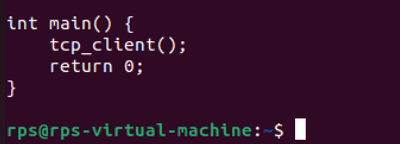 int main() {
    tcp_client();
    return 0;
}
rps@rps-virtual-machine:~$